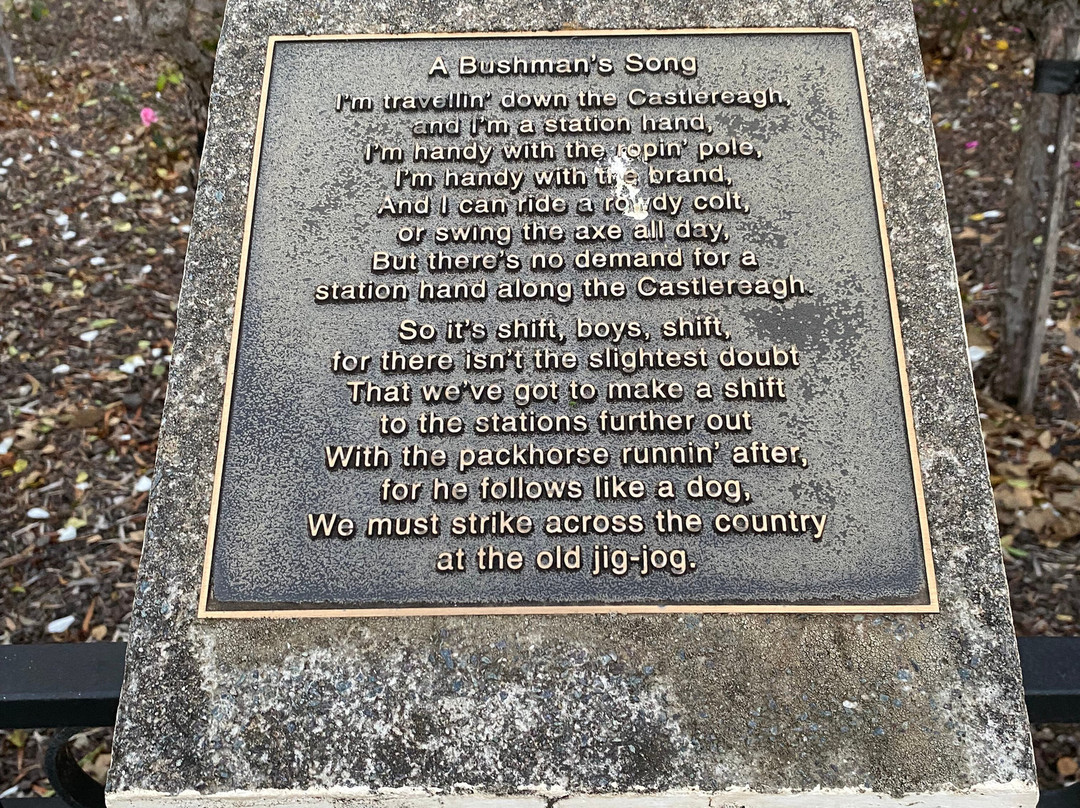 A Bushman's Song
I'm travellin' down the Castlereagh,
and I'm a station hand,
I'm handy with the ropin' pole,
I'm handy with the brand,
And I can ride a rowdy colt,
or swing the axe all day,
But there's no demand for a
station hand along the Castlereagh.
So it's shift, boys, shift,
for there isn't the slightest doubt
That we've got to make a shift
to the stations further out
With the packhorse runnin' after,
for he follows like a dog,
We must strike across the country
at the old jig-jog.